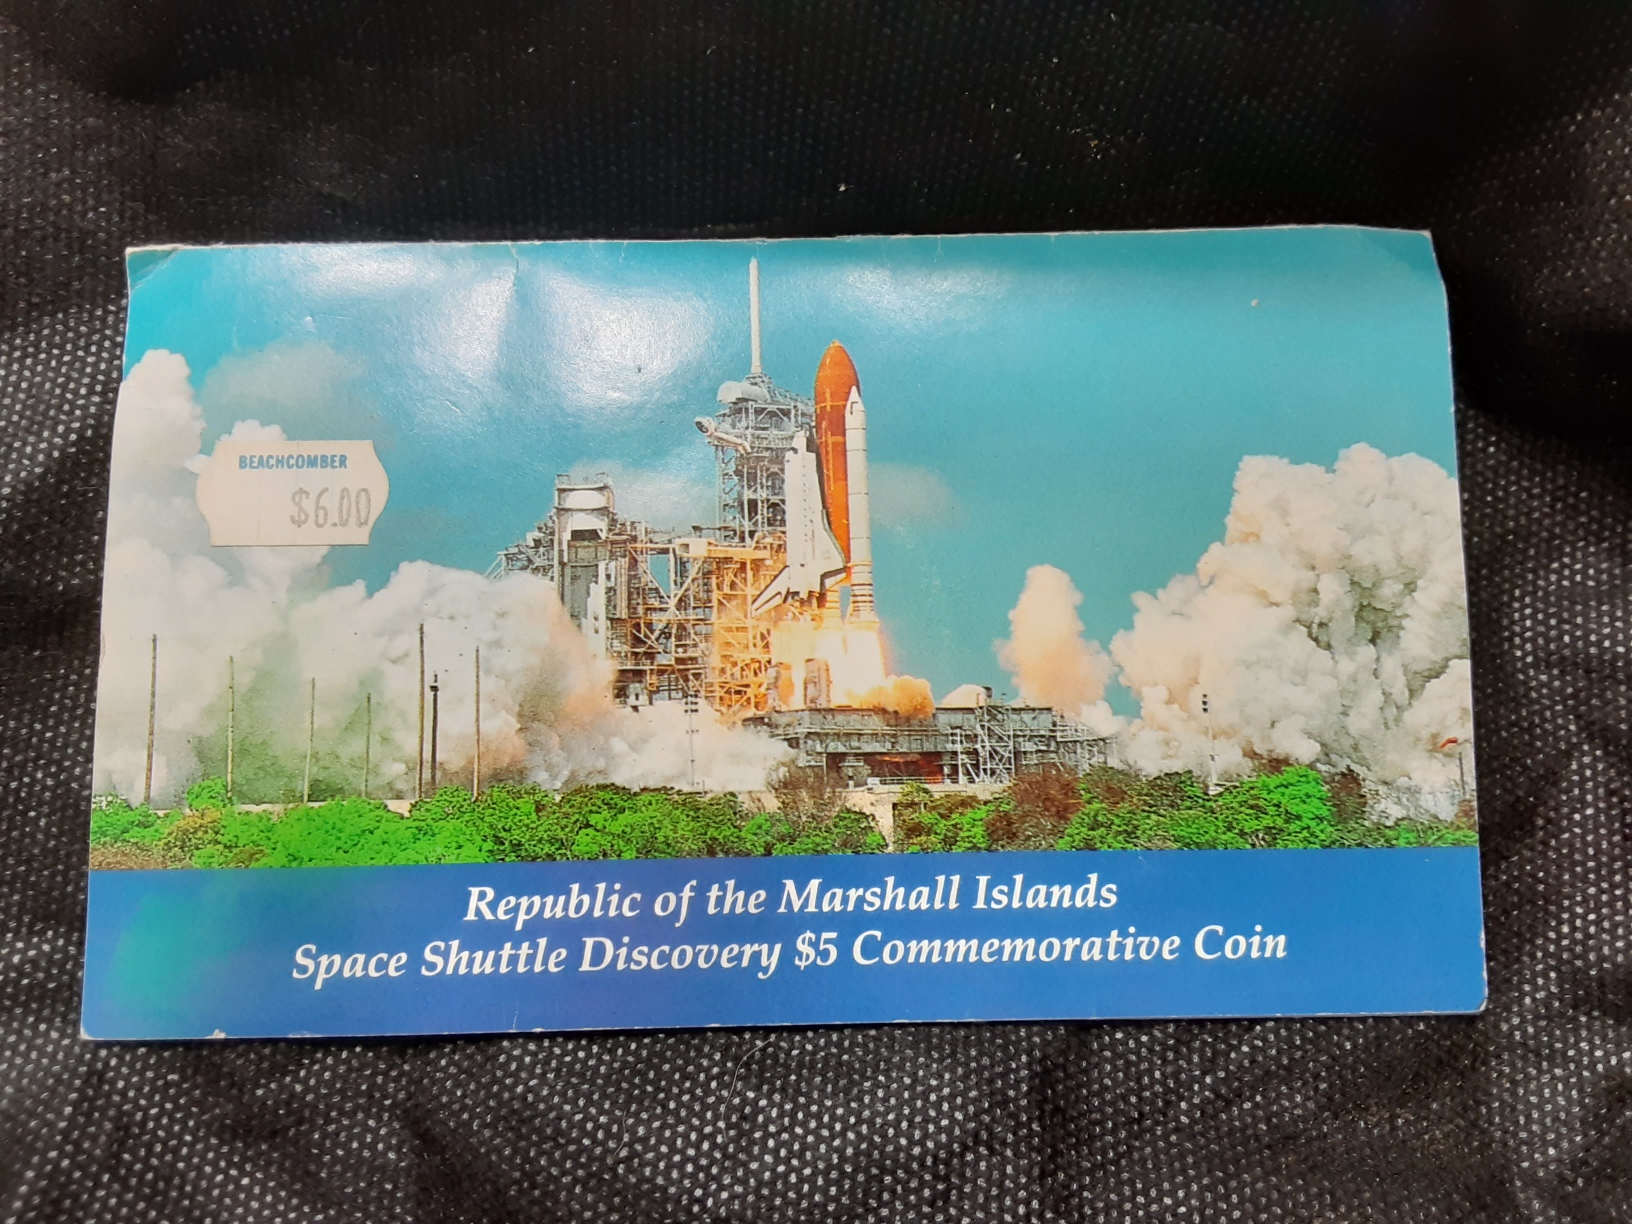 BEACHCOMBER
$6.00
Republic of the Marshall Islands
Space Shuttle Discovery $5 Commemorative Coin